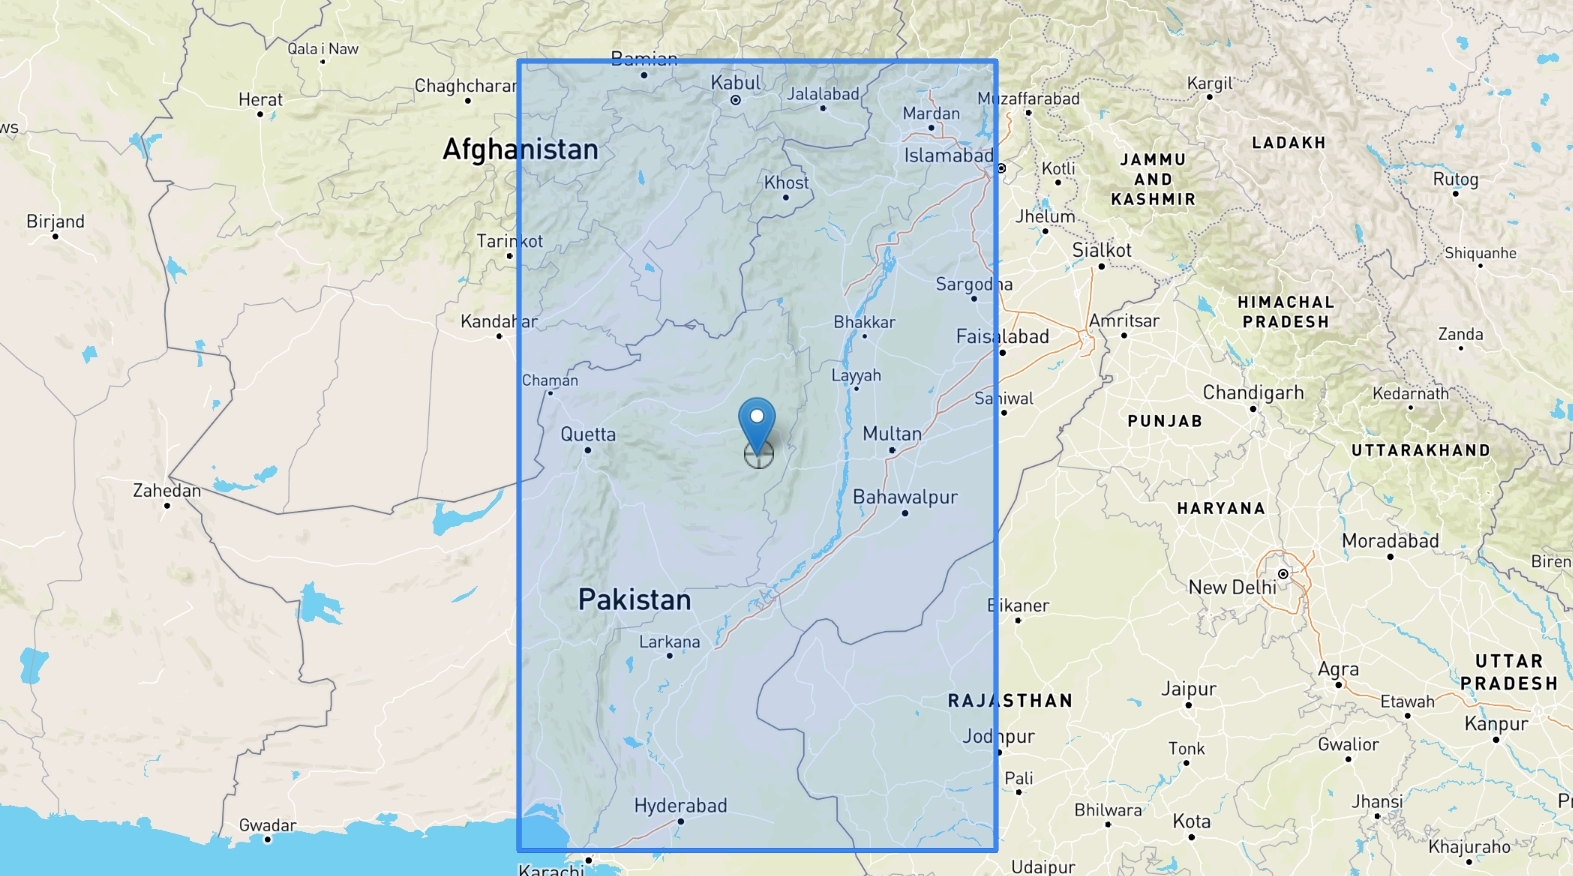 Qala i Naw
Bamian
Chaghcharan
Kabul
Jalalabad
Kargil
Herat
Mardan
Muzaffarabad
Afghanistan
Islamabad
LADAKH
JAMMU
AND
KASHMIR
Kotli
Khost
Rutog
Birjand
Jhelum
Tarinkot
Sialkot
Shiquanhe
Sargodha
HIMACHAL
PRADESH
Kandahar
Bhakkar
Amritsar
Faisalabad
Zanda
Chaman
Layyah
Chandigarh
Kedarnath
Sahiwal
PUNJAB
Quetta
Multan
UTTARAKHAND
Zahedan
Bahawalpur
HARYANA
Moradabad
Biren
New Delhi
Pakistan
Bikaner
Larkana
Agra
UTTAR
PRADESH
Jaipur
RAJASTHAN
Etawah
Kanpur
Jodhpur
Tonk
Gwalior
Pali
Hyderabad
Bhilwara
Jhansi
Gwadar
Kota
Khajuraho
Karachi
Udaipur